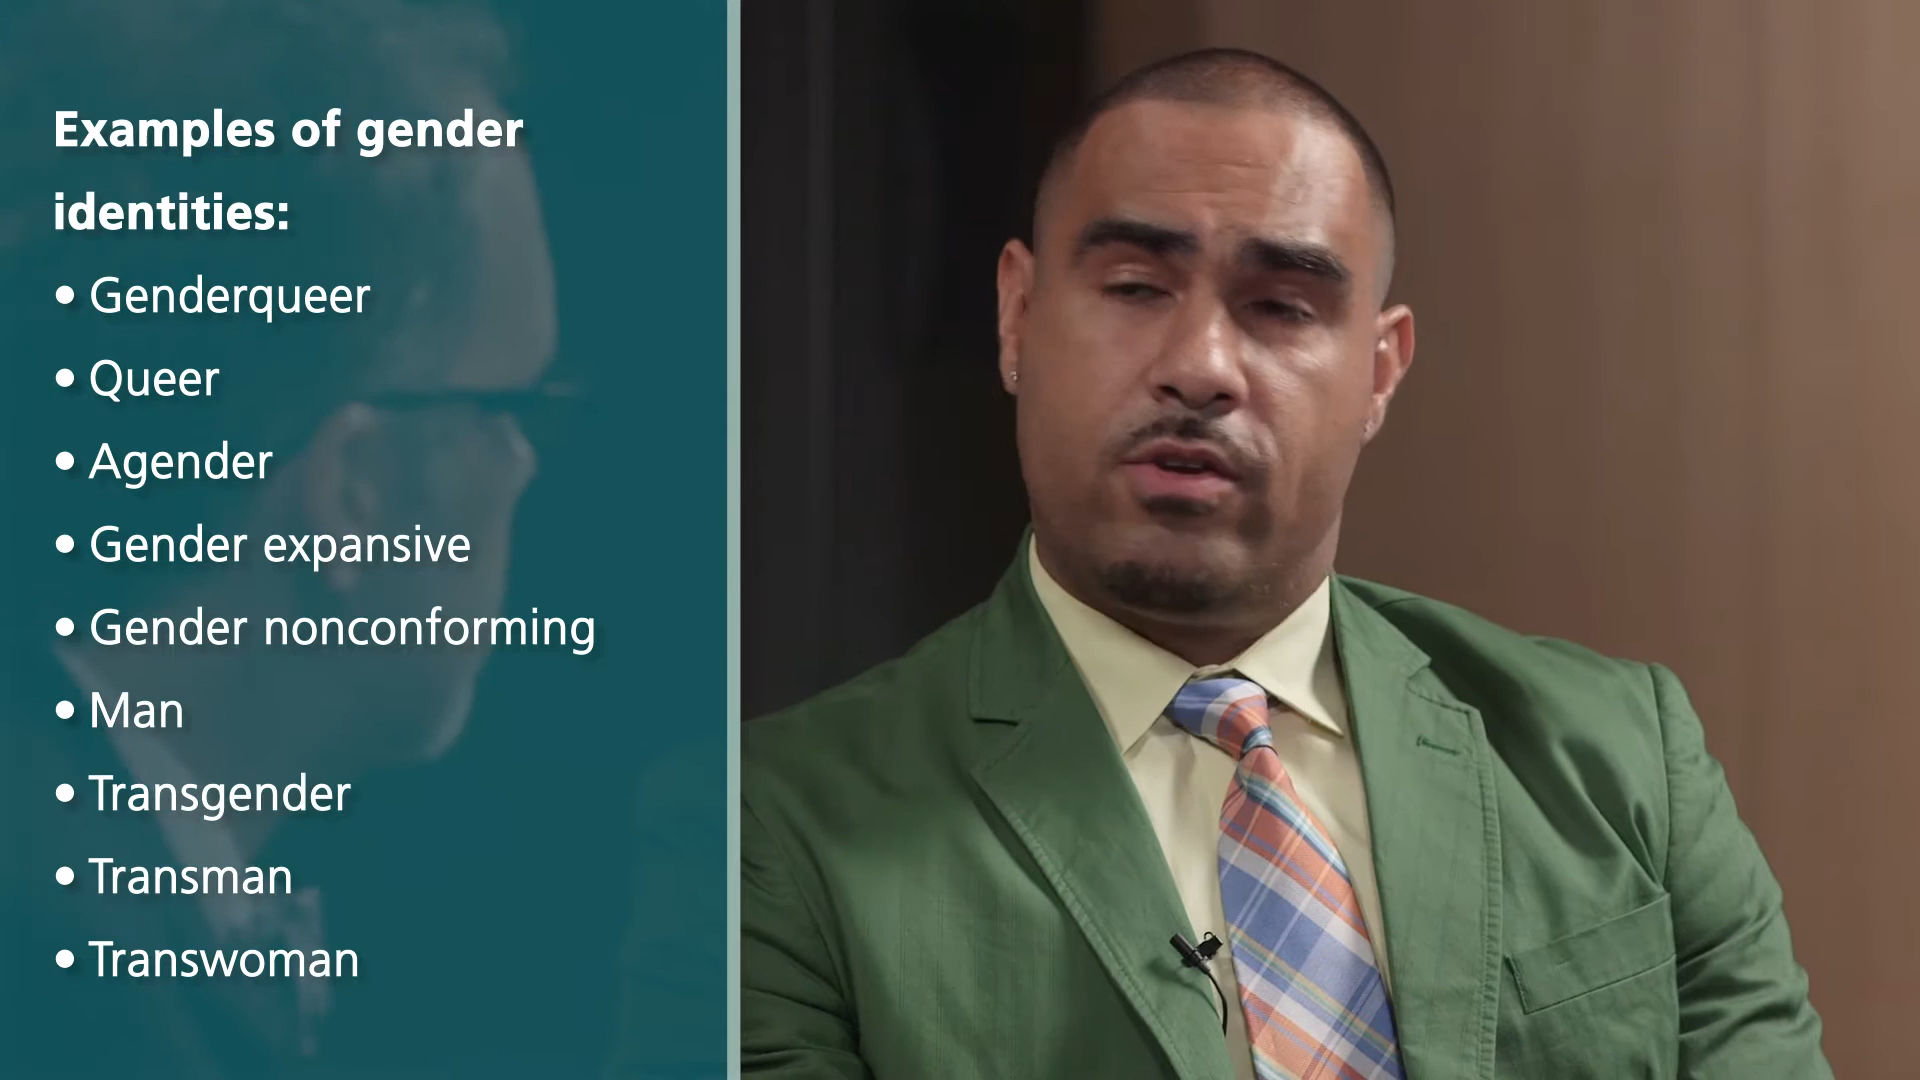 Examples of gender
identities:
• Genderqueer
• Queer
• Agender
• Gender expansive
• Gender nonconforming
• Man
• Transgender
• Transman
• Transwoman